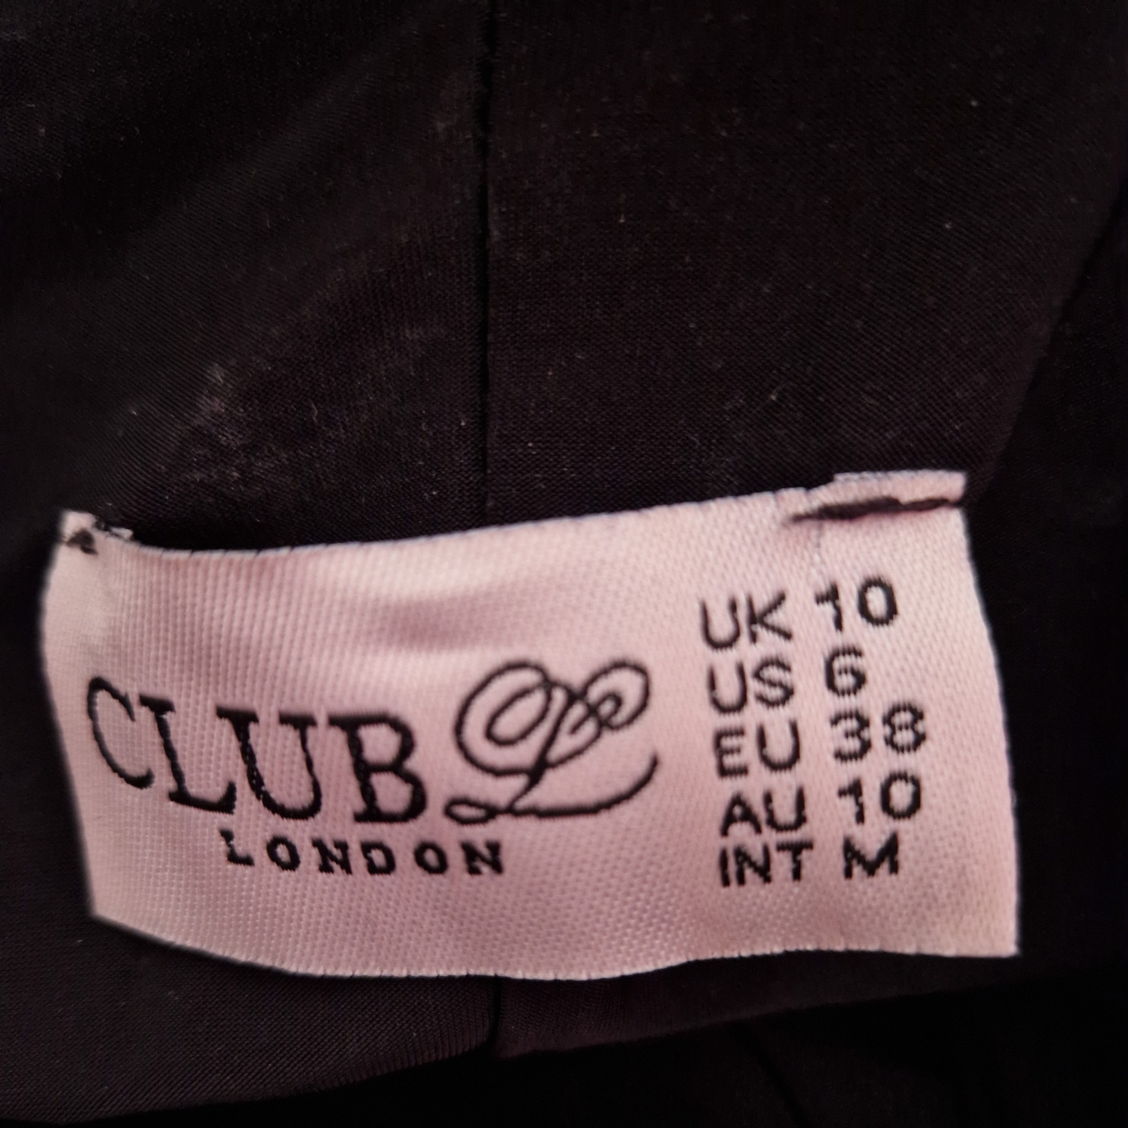 CLUB L
LONDON
UK 10
US 6
EU 38
AU 10
INT M